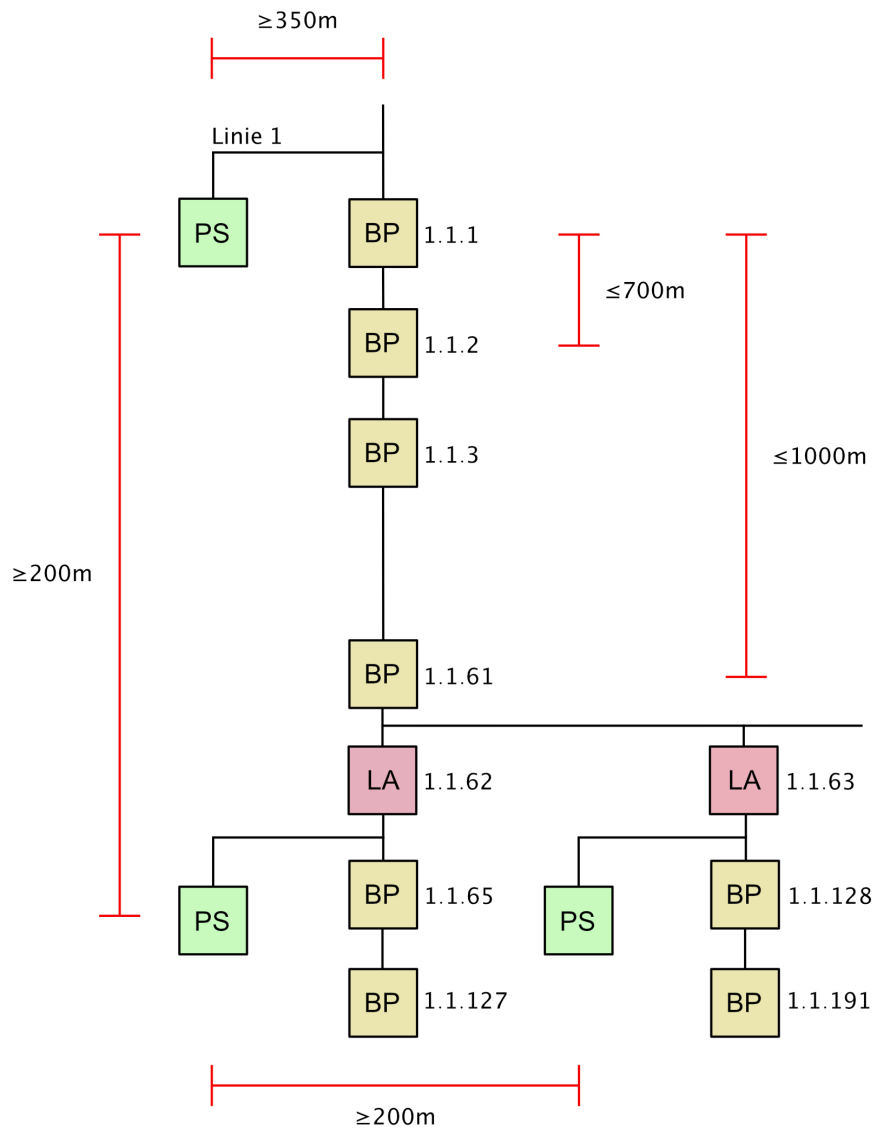 ≥350m
Linie 1
PS
BP
1.1.1
≤700m
BP
1.1.2
BP
1.1.3
≤1000m
≥200m
BP
1.1.61
LA
1.1.62
LA
1.1.63
BP
1.1.65
BP
1.1.128
PS
PS
BP
1.1.127
BP
1.1.191
≥200m